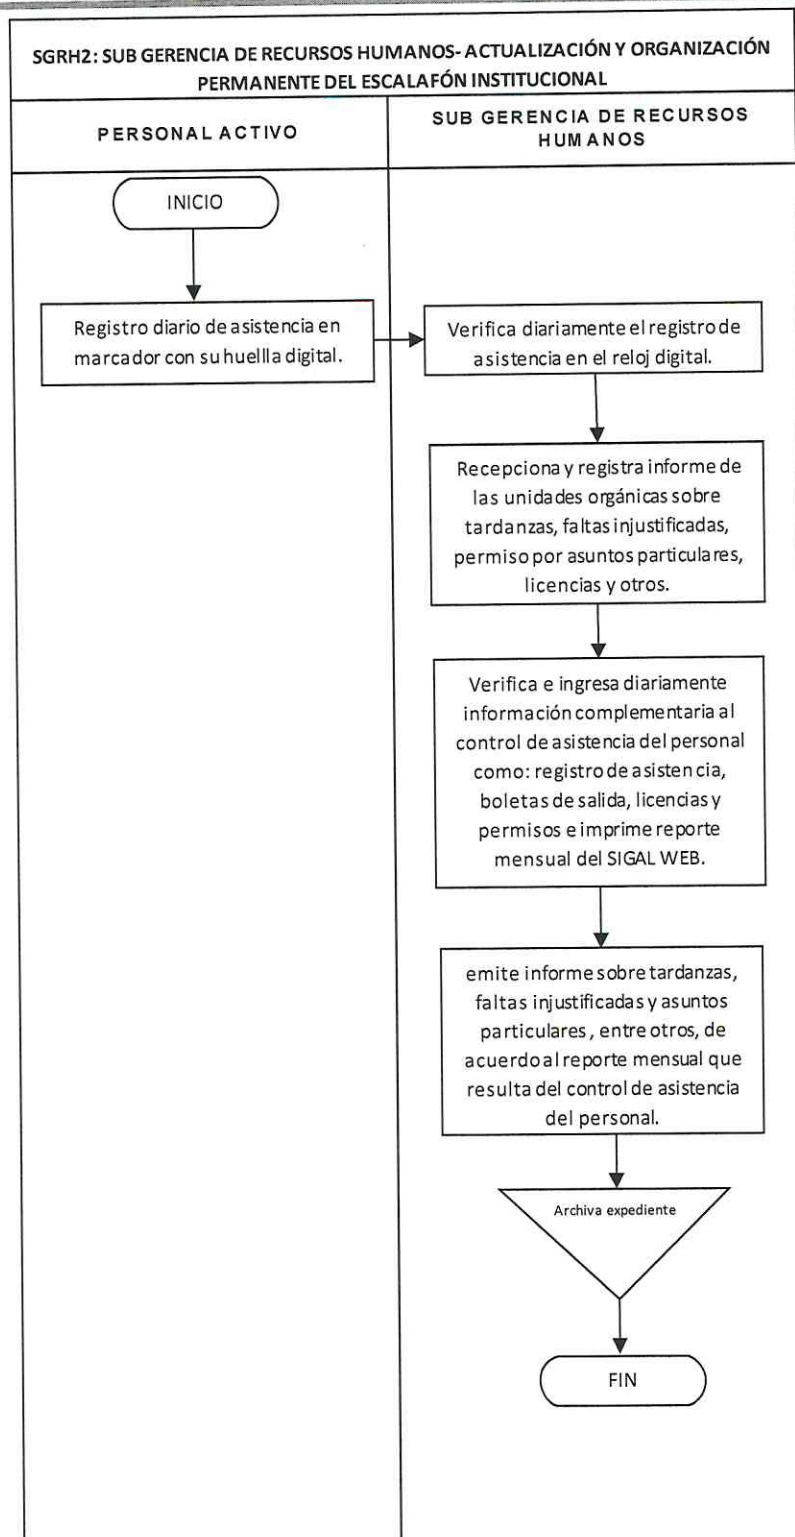 SGRH2: SUB GERENCIA DE RECURSOS HUMANOS- ACTUALIZACIÓN Y ORGANIZACIÓN
PERMANENTE DEL ESCALAFÓN INSTITUCIONAL
PERSONAL ACTIVO
SUB GERENCIA DE RECURSOS
HUMANOS
INICIO
Registro diario de asistencia en
marcador con su huellla digital.
Verifica diariamente el registro de
asistencia en el reloj digital.
Recepciona y registra informe de
las unidades orgánicas sobre
tardanzas, faltas injustificadas,
permiso por asuntos particulares,
licencias y otros.
Verifica e ingresa diariamente
información complementaria al
control de asistencia del personal
como: registro de asistencia,
boletas de salida, licencias y
permisos e imprime reporte
mensual del SIGAL WEB.
emite informe sobre tardanzas,
faltas injustificadas y asuntos
particulares, entre otros, de
acuerdo al reporte mensual que
resulta del control de asistencia
del personal.
Archiva expediente
FIN